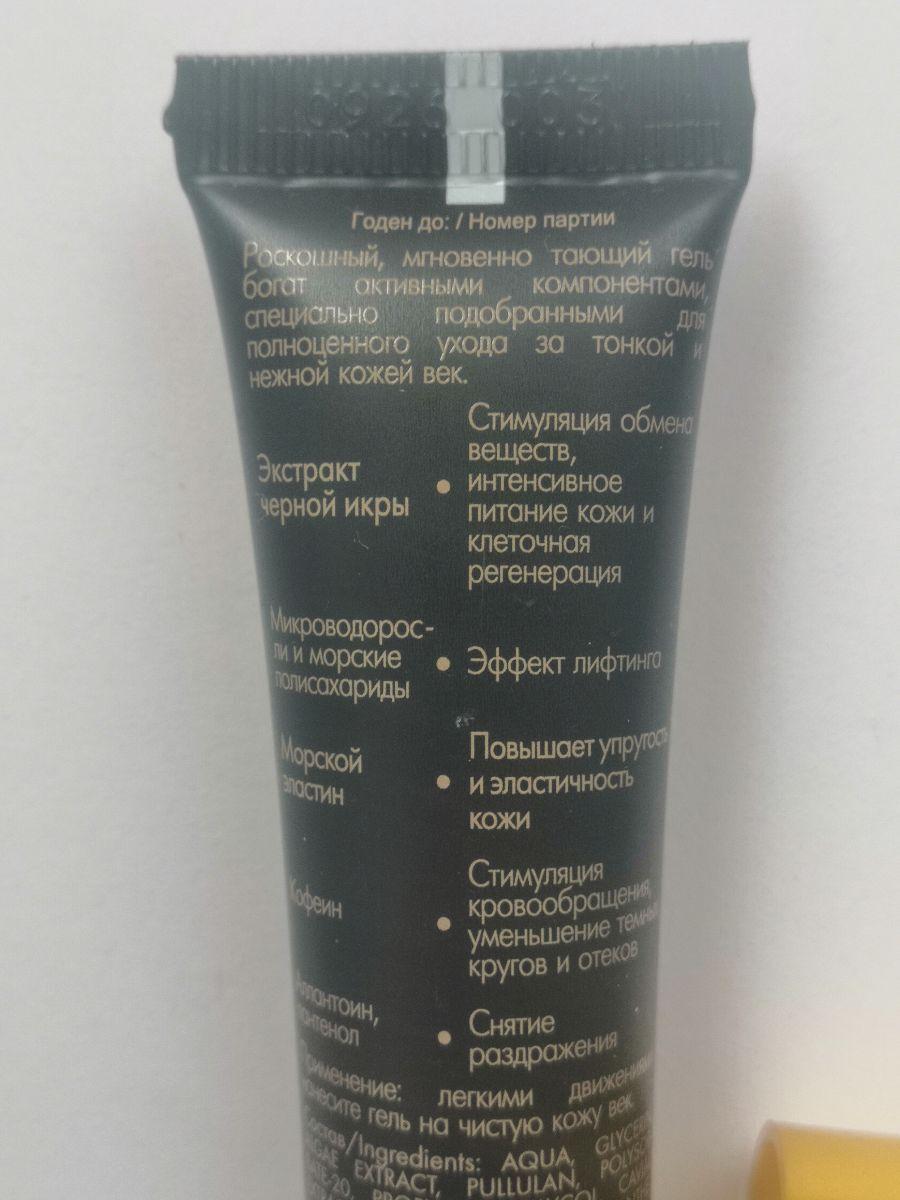 003
Годен до: / Номер партии
Роскошный, мгновенно тающий гель
богат активными компонентами,
специально подобранными для
полноценного ухода за тонкой и
нежной кожей век.
Экстракт
черной икры
• Стимуляция обмена
веществ,
интенсивное
питание кожи и
клеточная
регенерация
Микроводорос-
ли и морские
полисахариды
• Эффект лифтинга
Морской
эластин
• Повышает упругость
и эластичность
кожи
Кофеин
• Стимуляция
кровообращения,
уменьшение темных
кругов и отеков
Аллантоин,
пантенол
• Снятие
раздражения
Применение: легкими движениями
нанесите гель на чистую кожу век.
Состав/Ingredients: AQUA,
EXTRACT, PULLULAN,